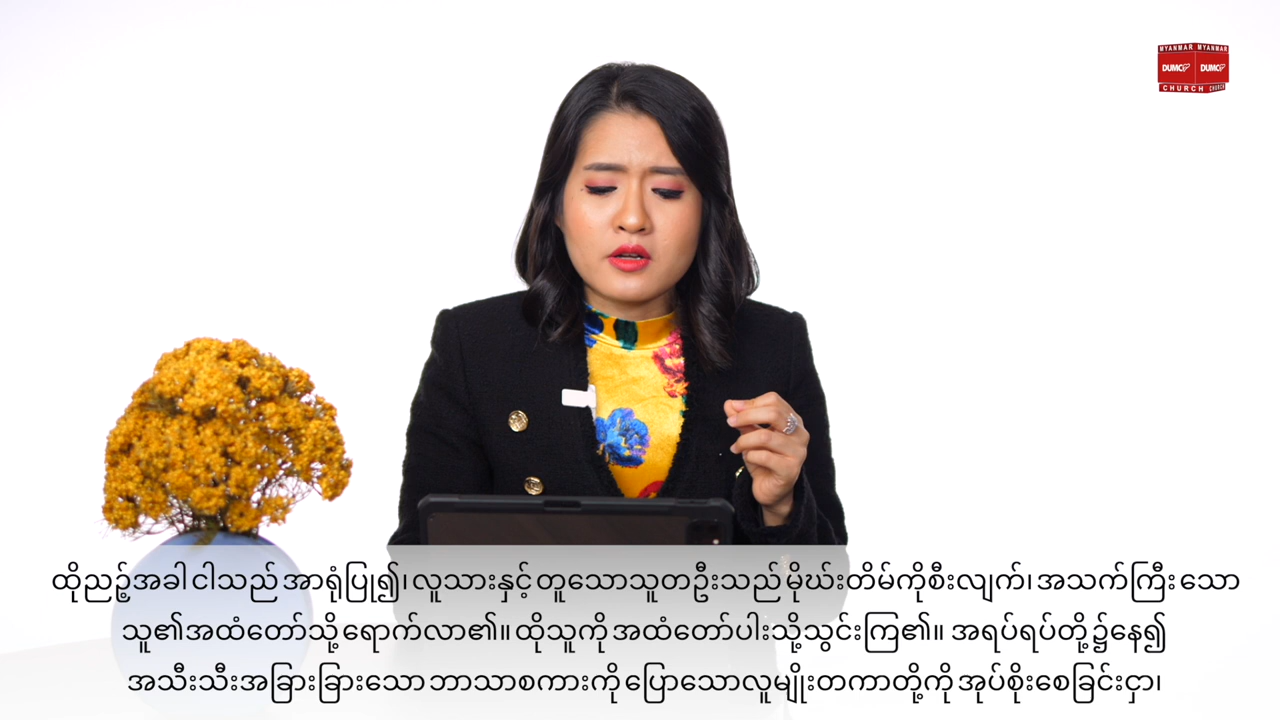 MYANMAR MYANMAR
DUMC DUMC
CHURCH CHURCH
ထိုညဉ့်အခါ ငါသည် အာရုံပြု၍၊ လူသားနှင့် တူသောသူတဦးသည် မိုဃ်းတိမ်ကိုစီးလျက်၊ အသက်ကြီး သော
သူ၏အထံတော်သို့ ရောက်လာ၏။ ထိုသူကို အထံတော်ပါးသို့သွင်းကြ၏။ အရပ်ရပ်တို့၌နေ၍
အသီးသီးအခြားခြားသော ဘာသာစကားကို ပြောသောလူမျိုးတကာတို့ကို အုပ်စိုးစေခြင်းငှာ၊